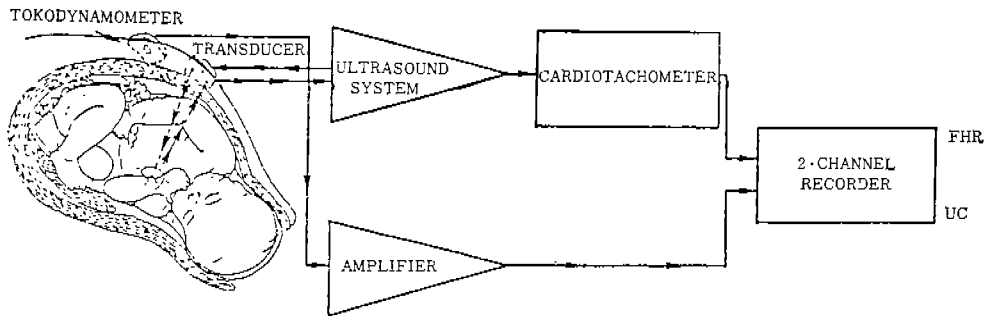 TOKODYNAMOMETER
TRANSDUCER
ULTRASOUND
SYSTEM
CARDIOTACHOMETER
2·CHANNEL
RECORDER
FHR
UC
AMPLIFIER